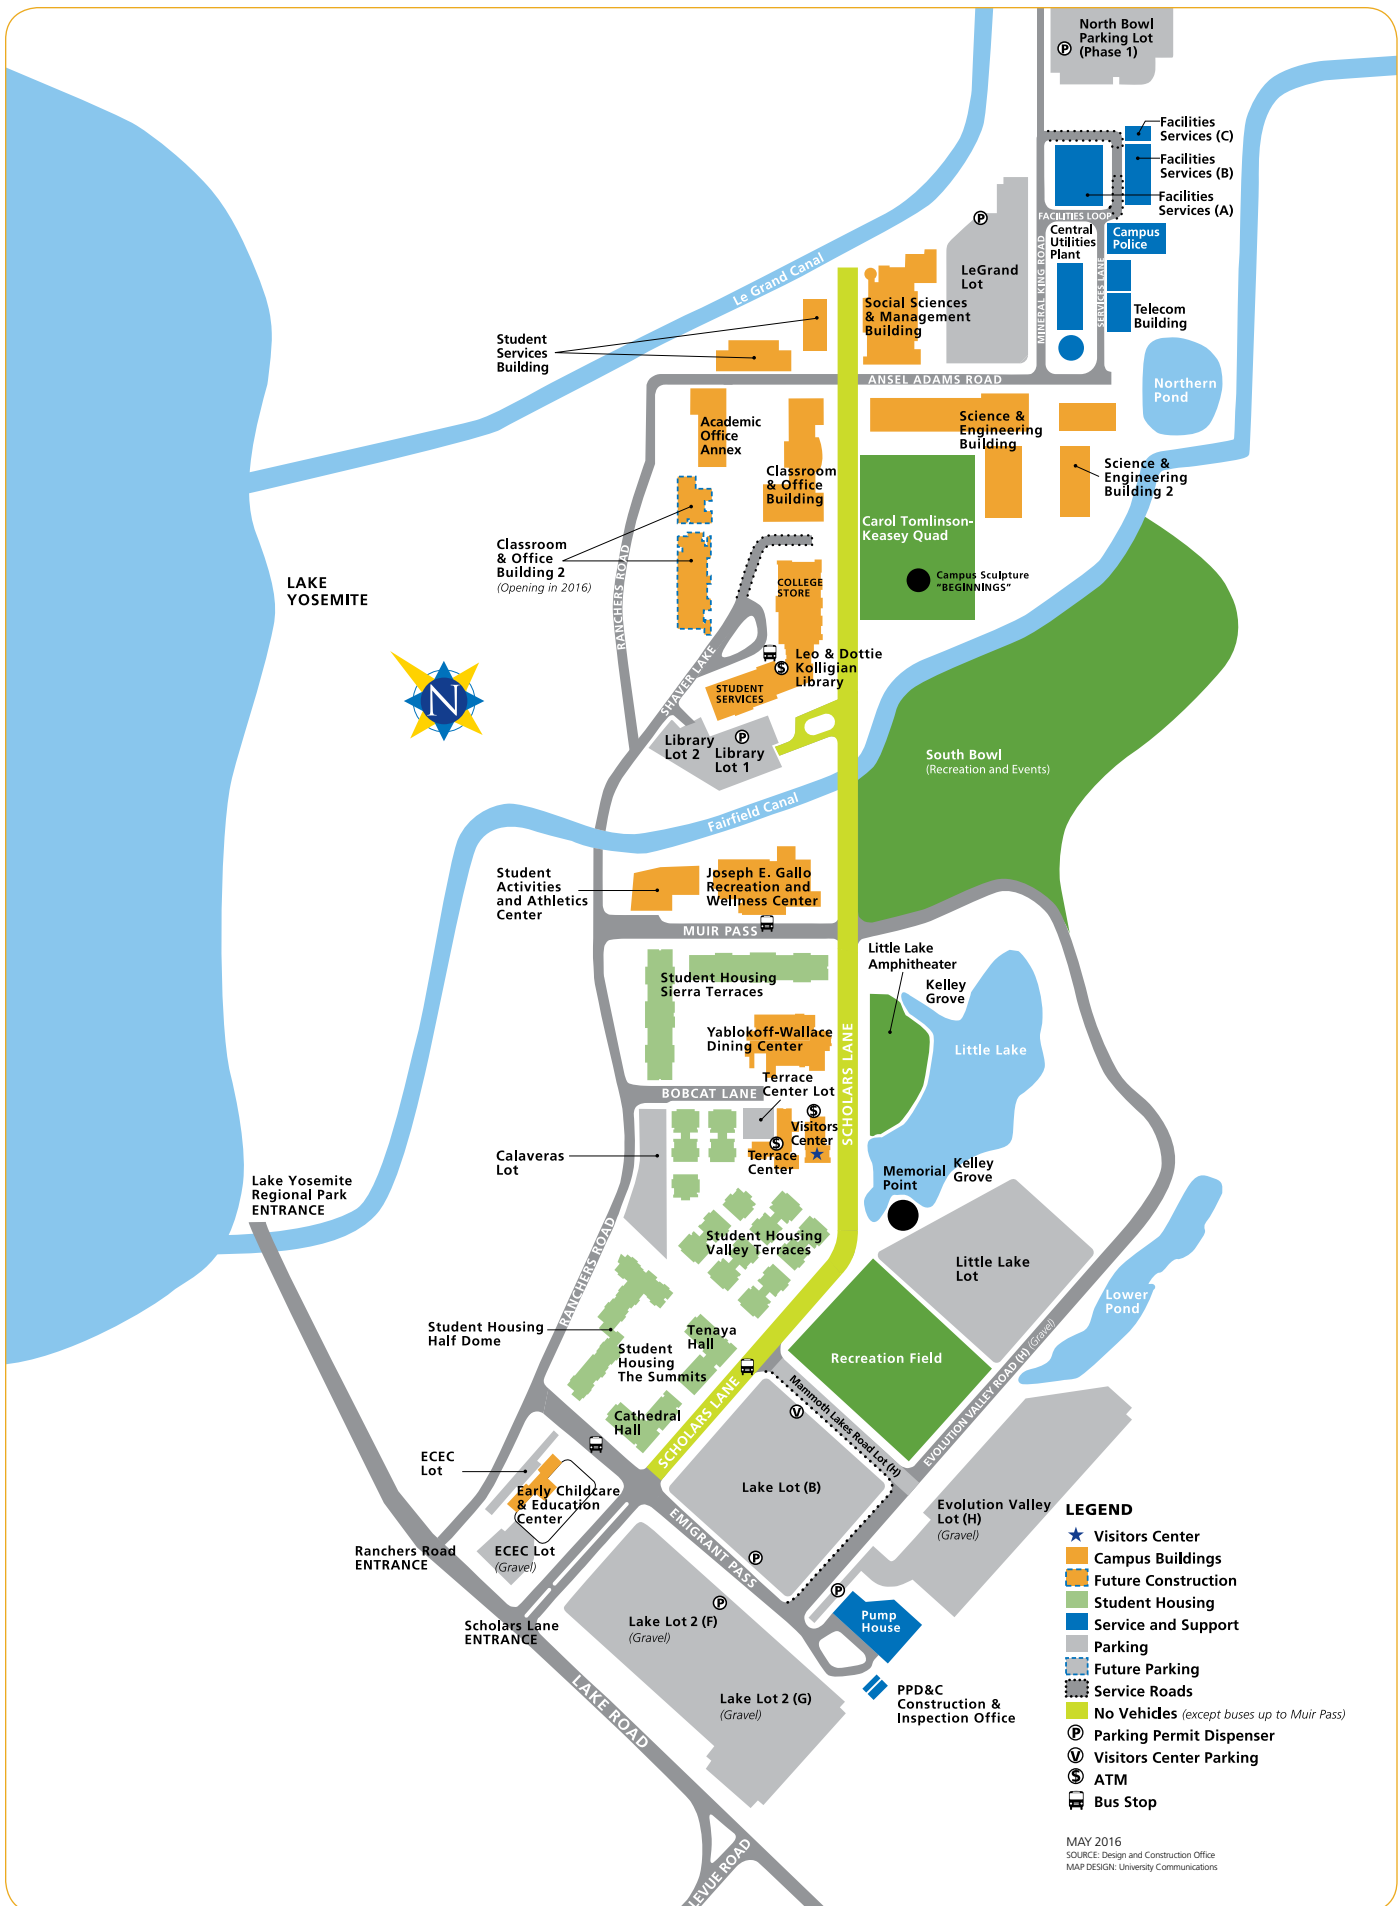 North Bowl
Parking Lot
(Phase 1)
P
Facilities
Services (C)
Facilities
Services (B)
Facilities
Services (A)
FACILITIES LOOP
Central
Utilities
Plant
Campus
Police
MINERAL KING ROAD
SERVICES LANE
Telecom
Building
P
LeGrand
Lot
Le Grand Canal
Social Sciences
& Management
Building
Student
Services
Building
ANSEL ADAMS ROAD
Northern
Pond
Academic
Office
Annex
Science &
Engineering
Building
Classroom
& Office
Building
Science &
Engineering
Building 2
Carol Tomlinson-
Keasey Quad
Classroom
& Office
Building 2
(Opening in 2016)
RANCHERS ROAD
COLLEGE
STORE
Campus Sculpture
"BEGINNINGS"
LAKE
YOSEMITE
N
Leo & Dottie
Kolligian
Library
$
STUDENT
SERVICES
SHAVER LAKE
Library
Lot 2
P
Library
Lot 1
South Bowl
(Recreation and Events)
Fairfield Canal
Student
Activities
and Athletics
Center
Joseph E. Gallo
Recreation and
Wellness Center
MUIR PASS
Little Lake
Amphitheater
Kelley
Grove
Student Housing
Sierra Terraces
Yablokoff-Wallace
Dining Center
SCHOLARS LANE
Little Lake
BOBCAT LANE
Terrace
Center Lot
$
Visitors
Center
$
Terrace
Center
Calaveras
Lot
Memorial
Point
Kelley
Grove
Lake Yosemite
Regional Park
ENTRANCE
RANCHERS ROAD
Student Housing
Valley Terraces
Little Lake
Lot
Lower
Pond
Student Housing
Half Dome
Tenaya
Hall
Student
Housing
The Summits
Recreation Field
EVOLUTION VALLEY ROAD (H) (Gravel)
Mammoth Lakes Road Lot (H)
SCHOLARS LANE
V
Cathedral
Hall
ECEC
Lot
Early Childcare
& Education
Center
Lake Lot (B)
Evolution Valley
Lot (H)
(Gravel)
EMIGRANT PASS
P
Ranchers Road
ENTRANCE
ECEC Lot
(Gravel)
P
P
Pump
House
Scholars Lane
ENTRANCE
Lake Lot 2 (F)
(Gravel)
Lake Lot 2 (G)
(Gravel)
PPD&C
Construction &
Inspection Office
LAKE ROAD
LEVUE ROAD
LEGEND
Visitors Center
Campus Buildings
Future Construction
Student Housing
Service and Support
Parking
Future Parking
Service Roads
No Vehicles (except buses up to Muir Pass)
P Parking Permit Dispenser
V Visitors Center Parking
$ ATM
Bus Stop
MAY 2016
SOURCE: Design and Construction Office
MAP DESIGN: University Communications